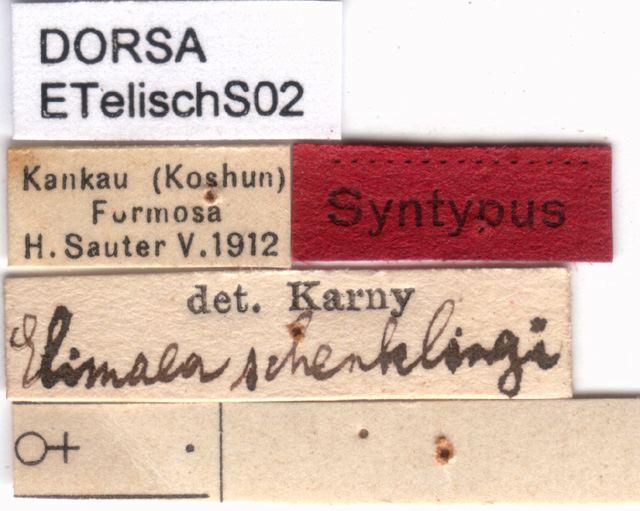 DORSA
ETelischS02
Kankau (Koshun)
Formosa
H. Sauter V.1912
Syntypus
det. Karny
Elimaea schenklingi
♀